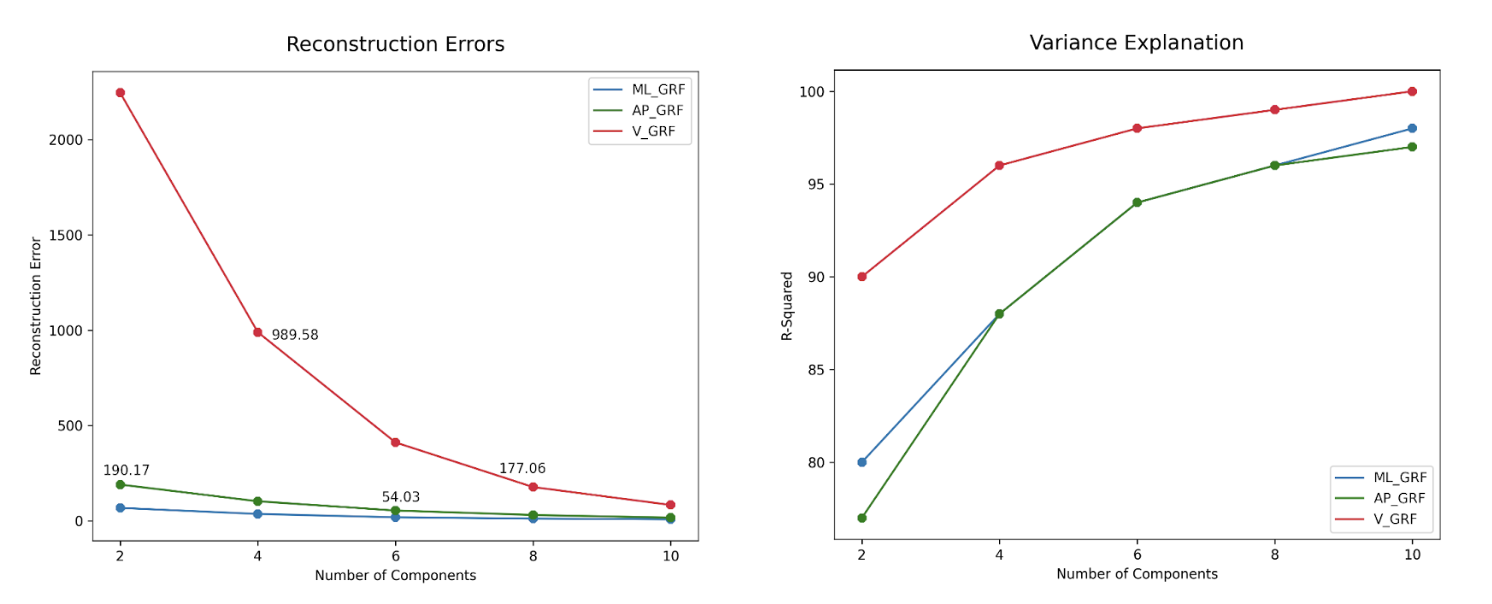 Reconstruction Errors
ML_GRF
AP_GRF
V_GRF
2000
1500
1000
500
0
Reconstruction Error
989.58
190.17
54.03
177.06
2
4
6
8
10
Number of Components
Variance Explanation
100
95
90
85
80
R-Squared
ML_GRF
AP_GRF
V_GRF
2
4
6
8
10
Number of Components